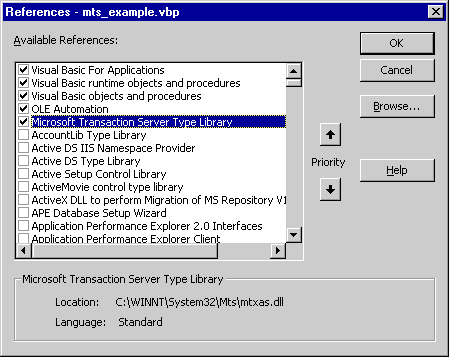 References - mts_example.vbp
Available References:
Visual Basic For Applications
Visual Basic runtime objects and procedures
Visual Basic objects and procedures
OLE Automation
Microsoft Transaction Server Type Library
AccountLib Type Library
Active DS IIS Namespace Provider
Active DS Type Library
Active Setup Control Library
ActiveMovie control type library
ActiveX DLL to perform Migration of MS Repository V1
APE Database Setup Wizard
Application Performance Explorer 2.0 Interfaces
Application Performance Explorer Client
OK
Cancel
Browse...
Priority
Help
Microsoft Transaction Server Type Library
Location: C:\WINNT\System32\Mts\mtxas.dll
Language: Standard